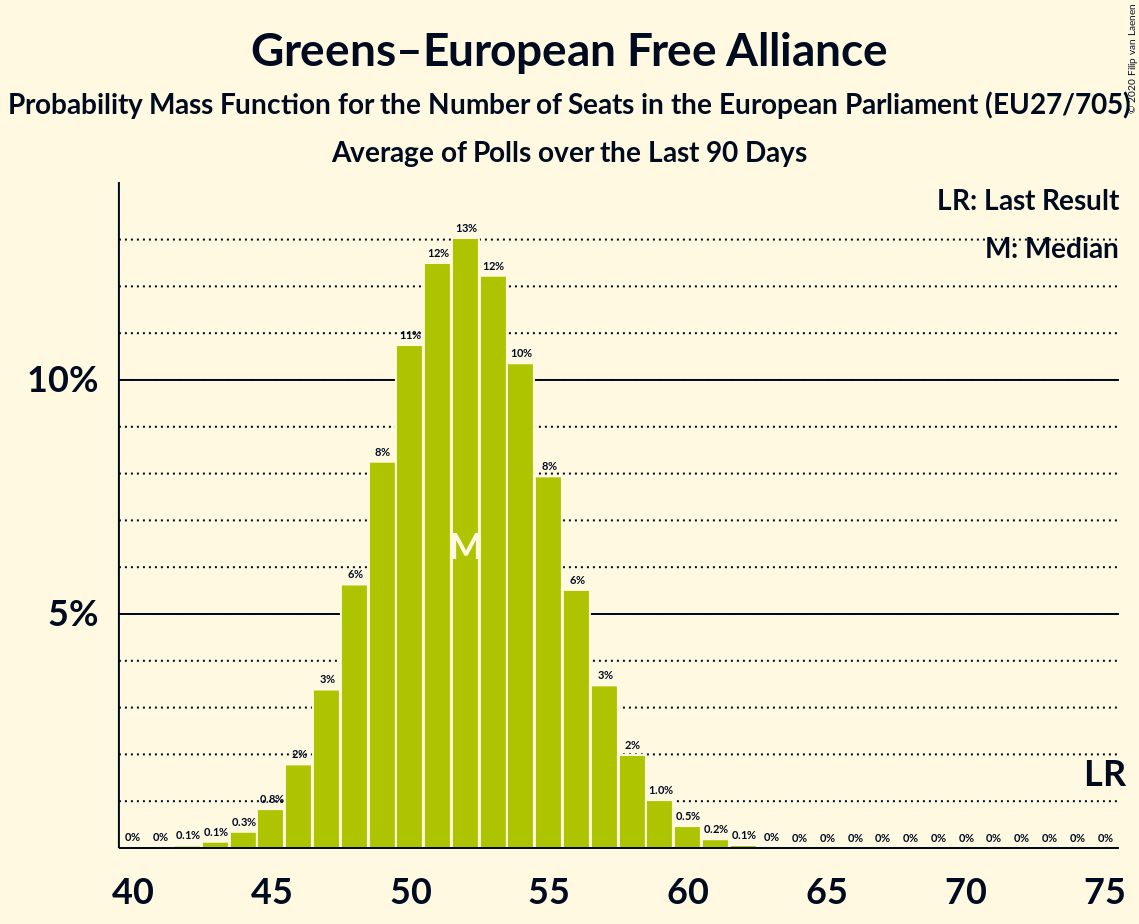 Greens–European Free Alliance
Probability Mass Function for the Number of Seats in the European Parliament (EU27/705)
Average of Polls over the Last 90 Days
© 2020 Filip van Laenen
LR: Last Result
M: Median
10%
5%
0% 0% 0.1% 0.1% 0.3% 0.8% 2% 3% 6% 8% 11% 12% 13% 12% 10% 8% 6% 3% 2% 1.0% 0.5% 0.2% 0.1% 0% 0% 0% 0% 0% 0% 0% 0% 0% 0% 0% 0% 0%
M
LR
40 45 50 55 60 65 70 75